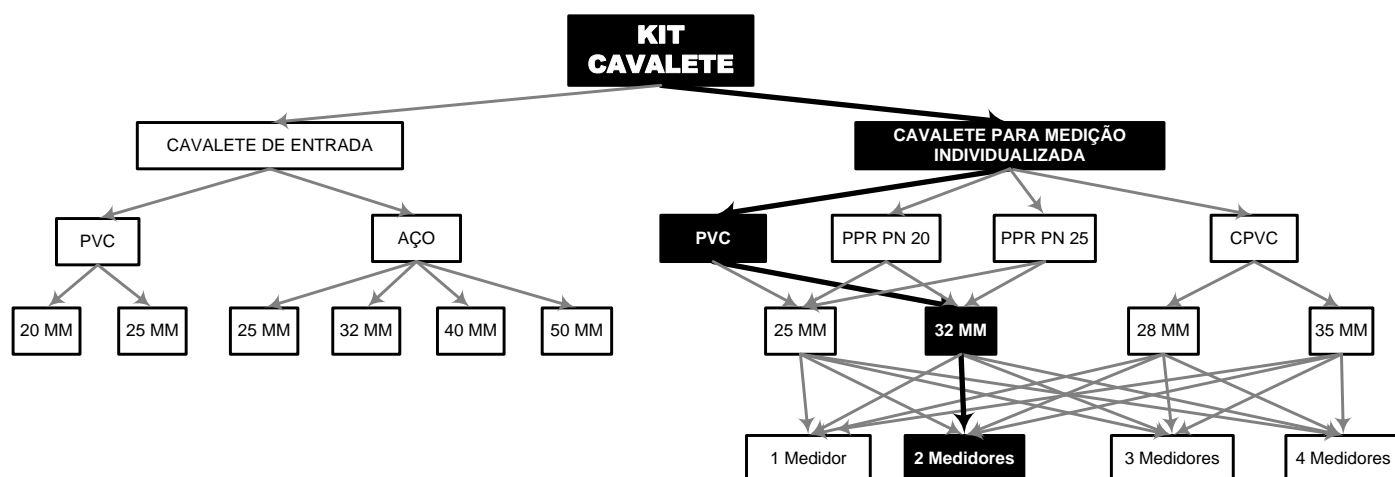 KIT
CAVALETE
CAVALETE DE ENTRADA
CAVALETE PARA MEDIÇÃO
INDIVIDUALIZADA
PVC
AÇO
PVC
PPR PN 20
PPR PN 25
CPVC
20 MM
25 MM
25 MM
32 MM
40 MM
50 MM
25 MM
32 MM
28 MM
35 MM
1 Medidor
2 Medidores
3 Medidores
4 Medidores